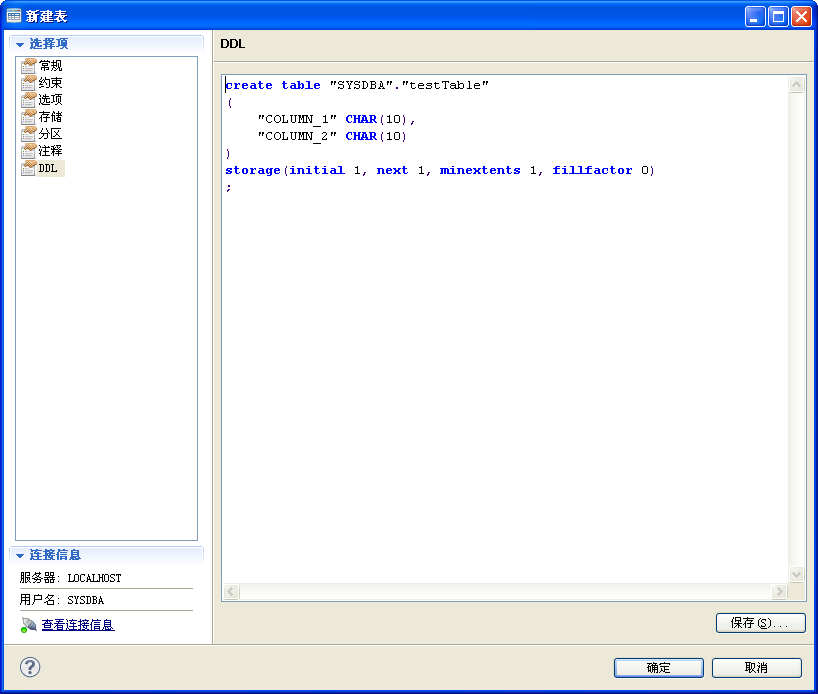 新建表
选择项
常规
约束
选项
存储
分区
注释
DDL
连接信息
服务器: LOCALHOST
用户名: SYSDBA
查看连接信息
DDL
create table "SYSDBA"."testTable"
(
"COLUMN_1" CHAR(10),
"COLUMN_2" CHAR(10)
)
storage(initial 1, next 1, minextents 1, fillfactor 0)
;
保存(S)...
确定
取消